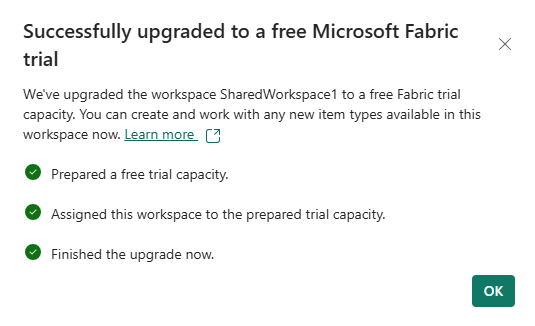 Successfully upgraded to a free Microsoft Fabric
trial
We've upgraded the workspace SharedWorkspace1 to a free Fabric trial
capacity. You can create and work with any new item types available in this
workspace now. Learn more
Prepared a free trial capacity.
Assigned this workspace to the prepared trial capacity.
Finished the upgrade now.
OK